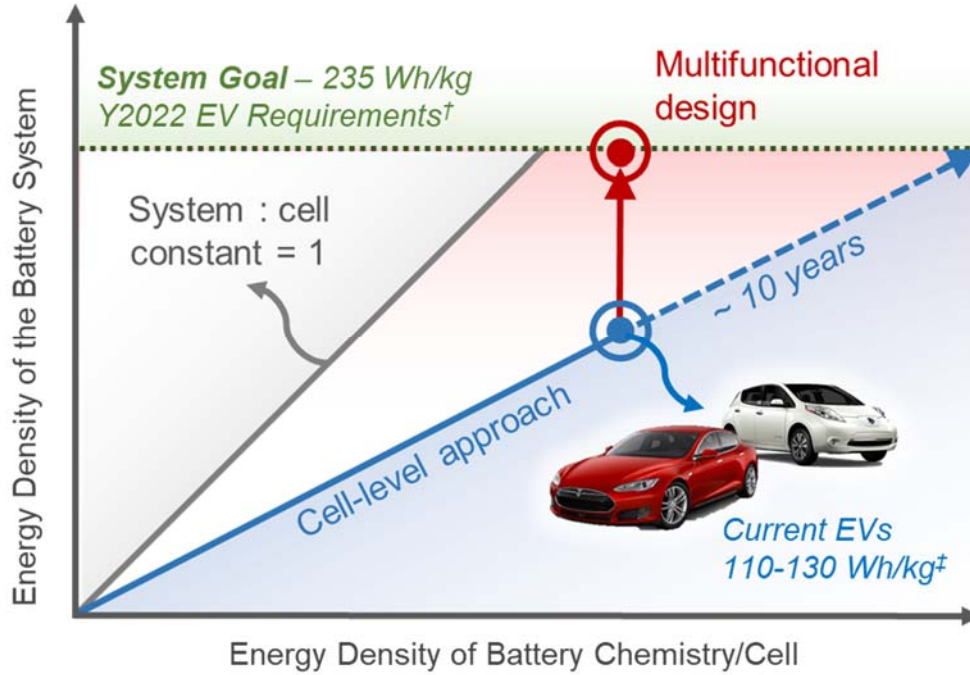 System Goal – 235 Wh/kg
Y2022 EV Requirements†
Multifunctional
design
System : cell
constant = 1
~ 10 years
Cell-level approach
Current EVs
110-130 Wh/kg‡
Energy Density of the Battery System
Energy Density of Battery Chemistry/Cell